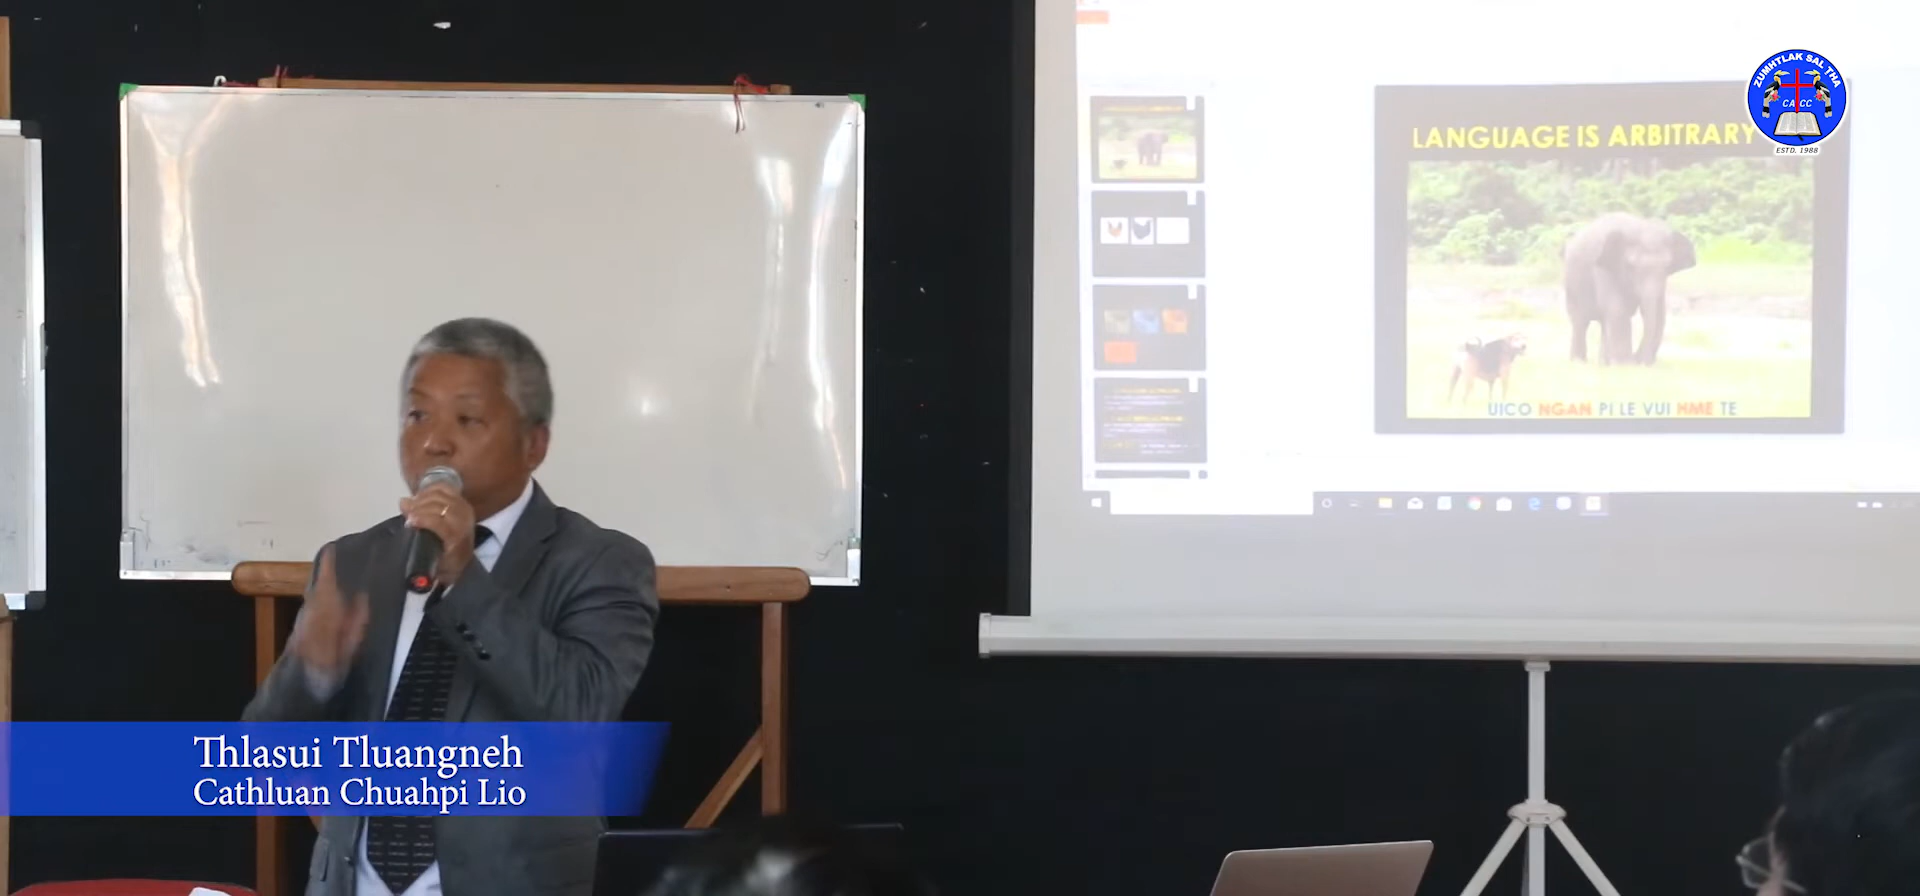 ZUMHTLAK SAL THA
CACC
ESTD. 1988
LANGUAGE IS ARBITRARY
UICO NGAN PI LE VUI HME TE
Thlasui Tluangneh
Cathluan Chuahpi Lio